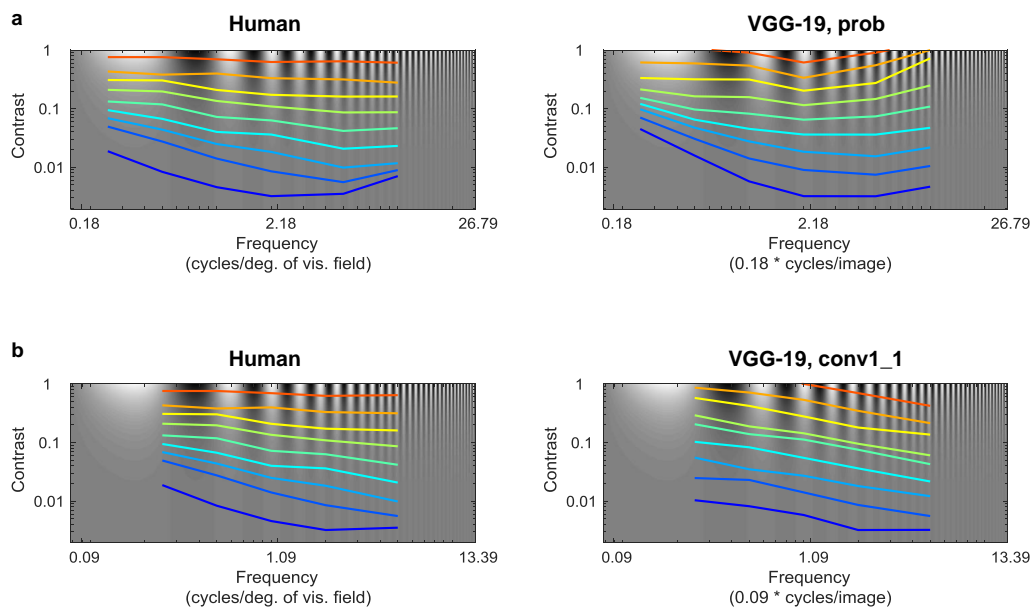 a
Human
VGG-19, prob
1
0.1
0.01
Contrast
0.18
2.18
26.79
Frequency
(cycles/deg. of vis. field)
1
0.1
0.01
Contrast
0.18
2.18
26.79
Frequency
(0.18 * cycles/image)
b
Human
VGG-19, conv1_1
1
0.1
0.01
Contrast
0.09
1.09
13.39
Frequency
(cycles/deg. of vis. field)
1
0.1
0.01
Contrast
0.09
1.09
13.39
Frequency
(0.09 * cycles/image)